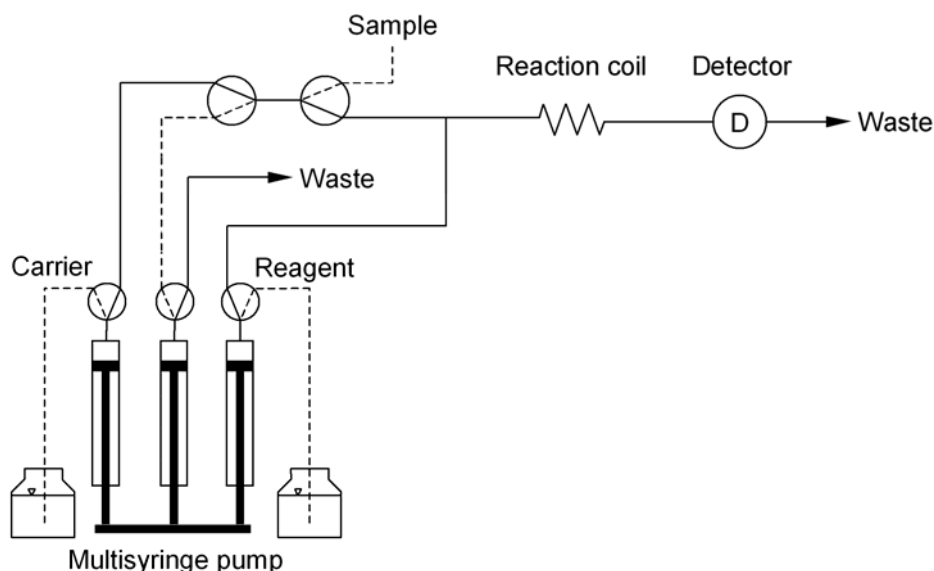 Sample
Reaction coil
Detector
D
Waste
Waste
Carrier
Reagent
Multisyringe pump